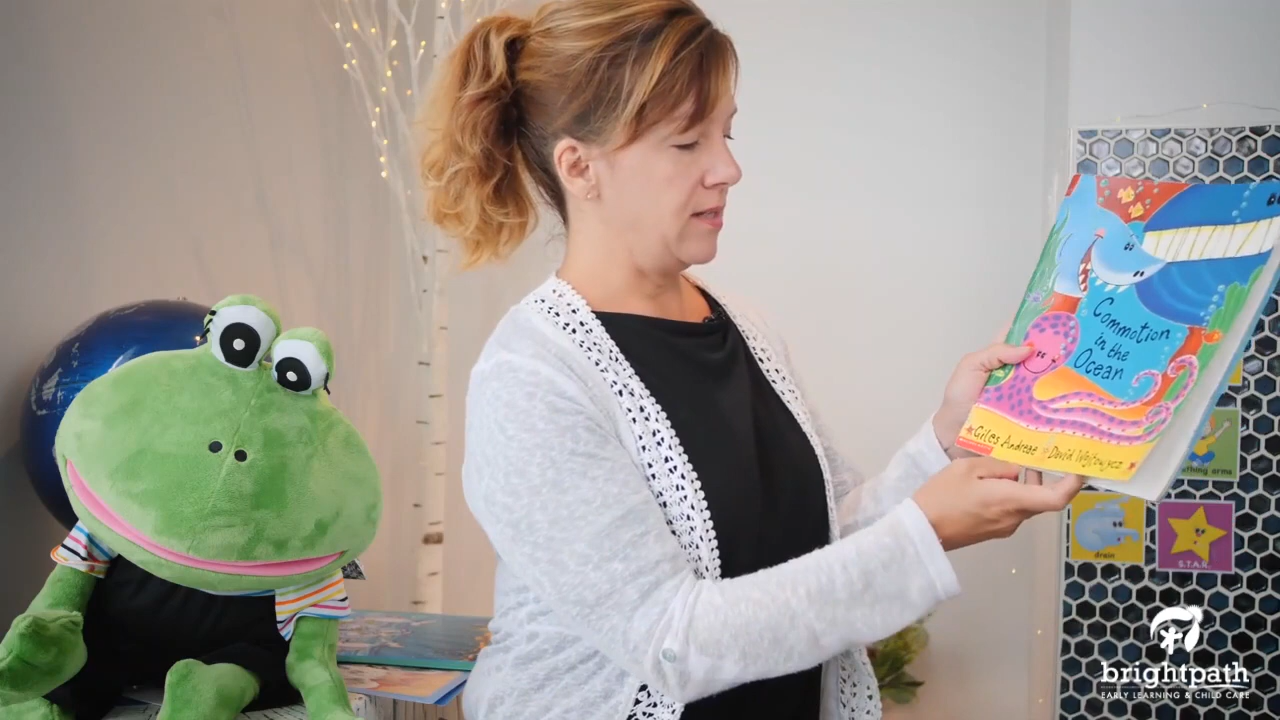 Commotion
in the
Ocean
Giles Andreae David Wojtowycz
drain
S.T.A.R.
brightpath
EARLY LEARNING & CHILD CARE